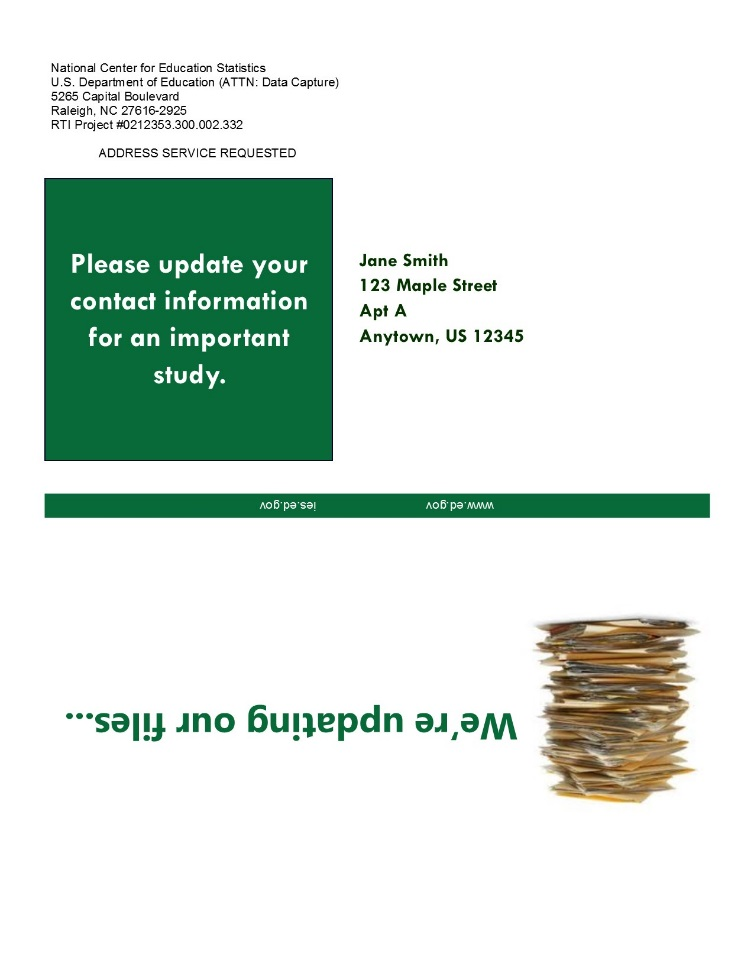 National Center for Education Statistics
U.S. Department of Education (ATTN: Data Capture)
5265 Capital Boulevard
Raleigh, NC 27616-2925
RTI Project #0212353.300.002.332
ADDRESS SERVICE REQUESTED
Please update your
contact information
for an important
study.
Jane Smith
123 Maple Street
Apt A
Anytown, US 12345
www.ed.gov
ies.ed.gov
We're updating our files...